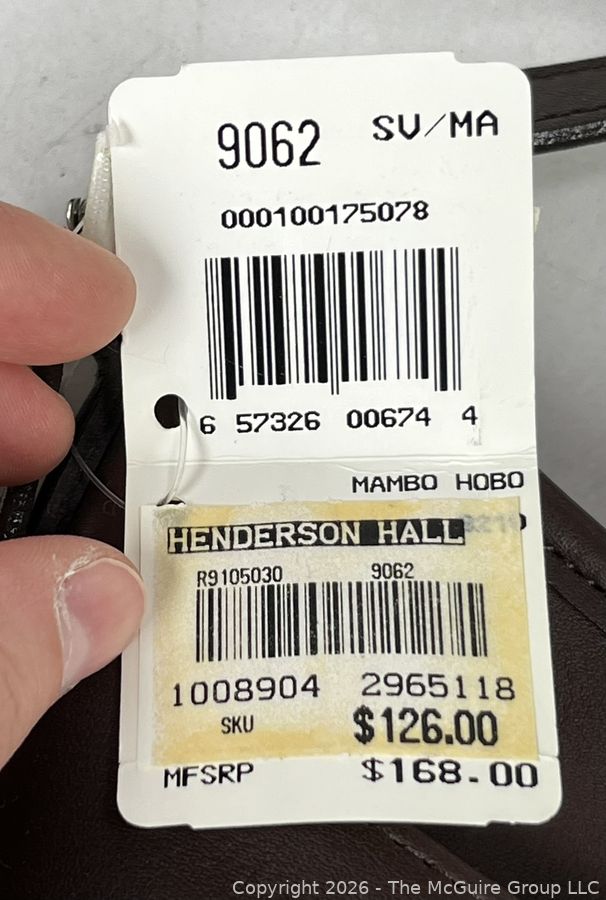 9062 SV/MA
000100175078
6 57326 00674 4
MAMBO HOBO
HENDERSON HALL
R9105030 9062
1008904 2965118
SKU $126.00
MFSRP $168.00
Copyright 2026 - The McGuire Group LLC